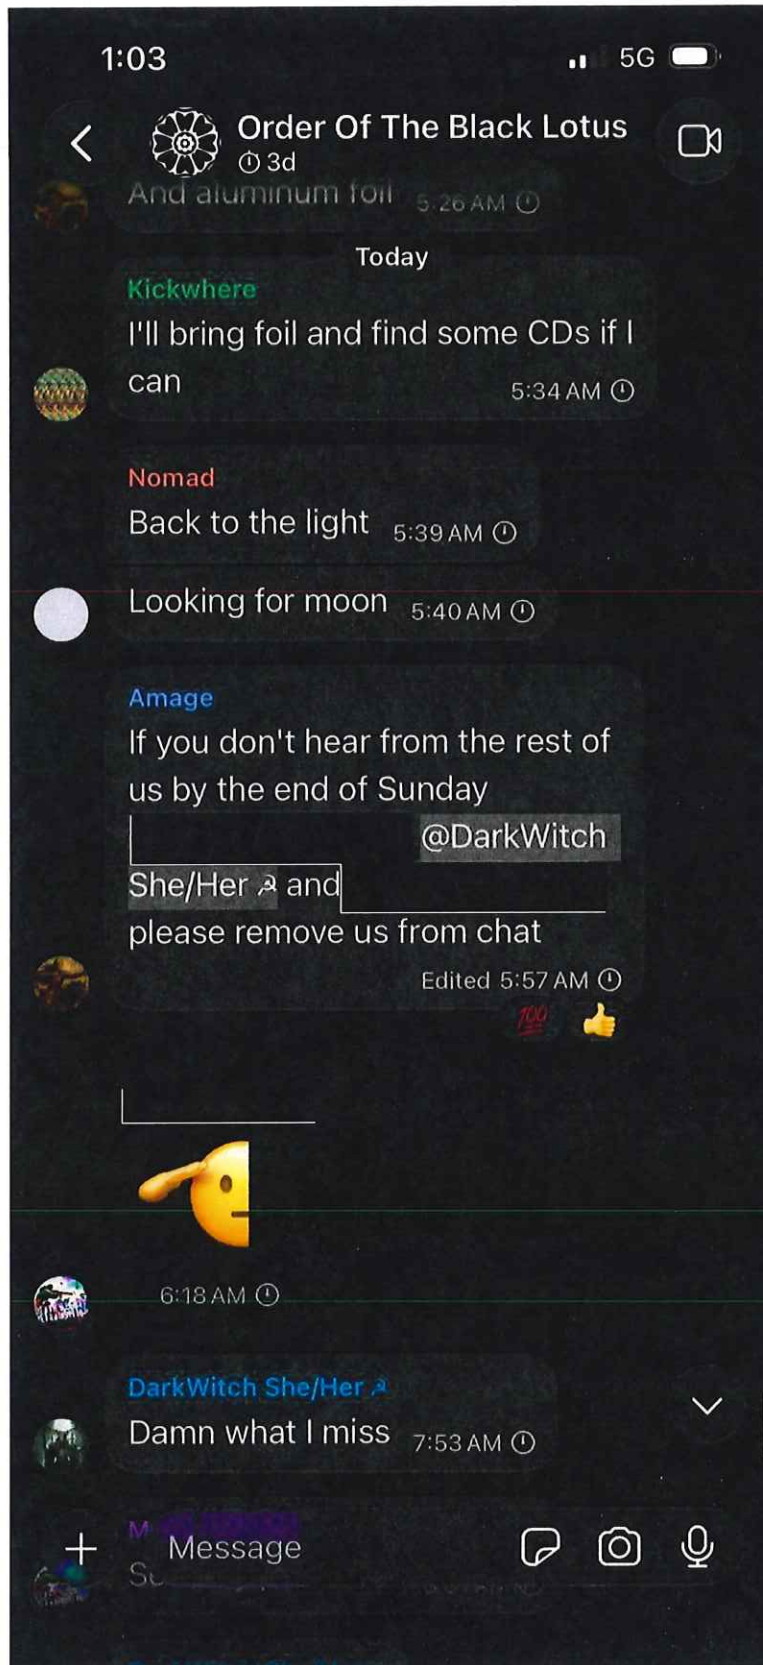 1:03
5G
Order Of The Black Lotus
3d
And aluminum foil 5:26 AM
Today
Kickwhere
I'll bring foil and find some CDs if I
can 5:34 AM
Nomad
Back to the light 5:39 AM
Looking for moon 5:40 AM
Amage
If you don't hear from the rest of
us by the end of Sunday
@DarkWitch
She/Her ☭ and
please remove us from chat
Edited 5:57 AM
💯 👍
6:18 AM
DarkWitch She/Her ☭
Damn what I miss 7:53 AM
M
Message